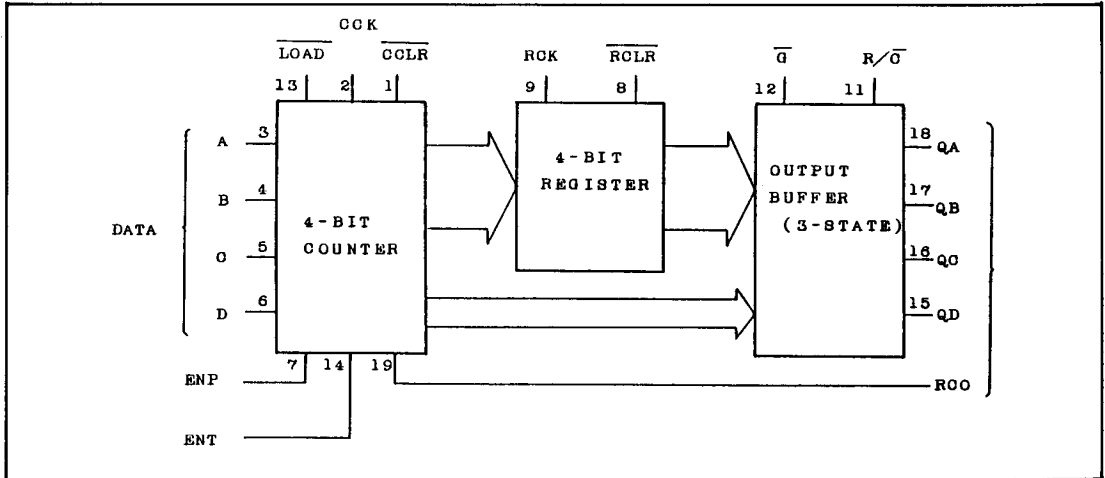 CCK
LOAD CCLR RCK RCLR G R/C
13 2 1 9 8 12 11
A 3
B 4
C 5
D 6
DATA
4-BIT
COUNTER
4-BIT
REGISTER
OUTPUT
BUFFER
(3-STATE)
18 QA
17 QB
16 QC
15 QD
7 14 19
ENP
RCO
ENT